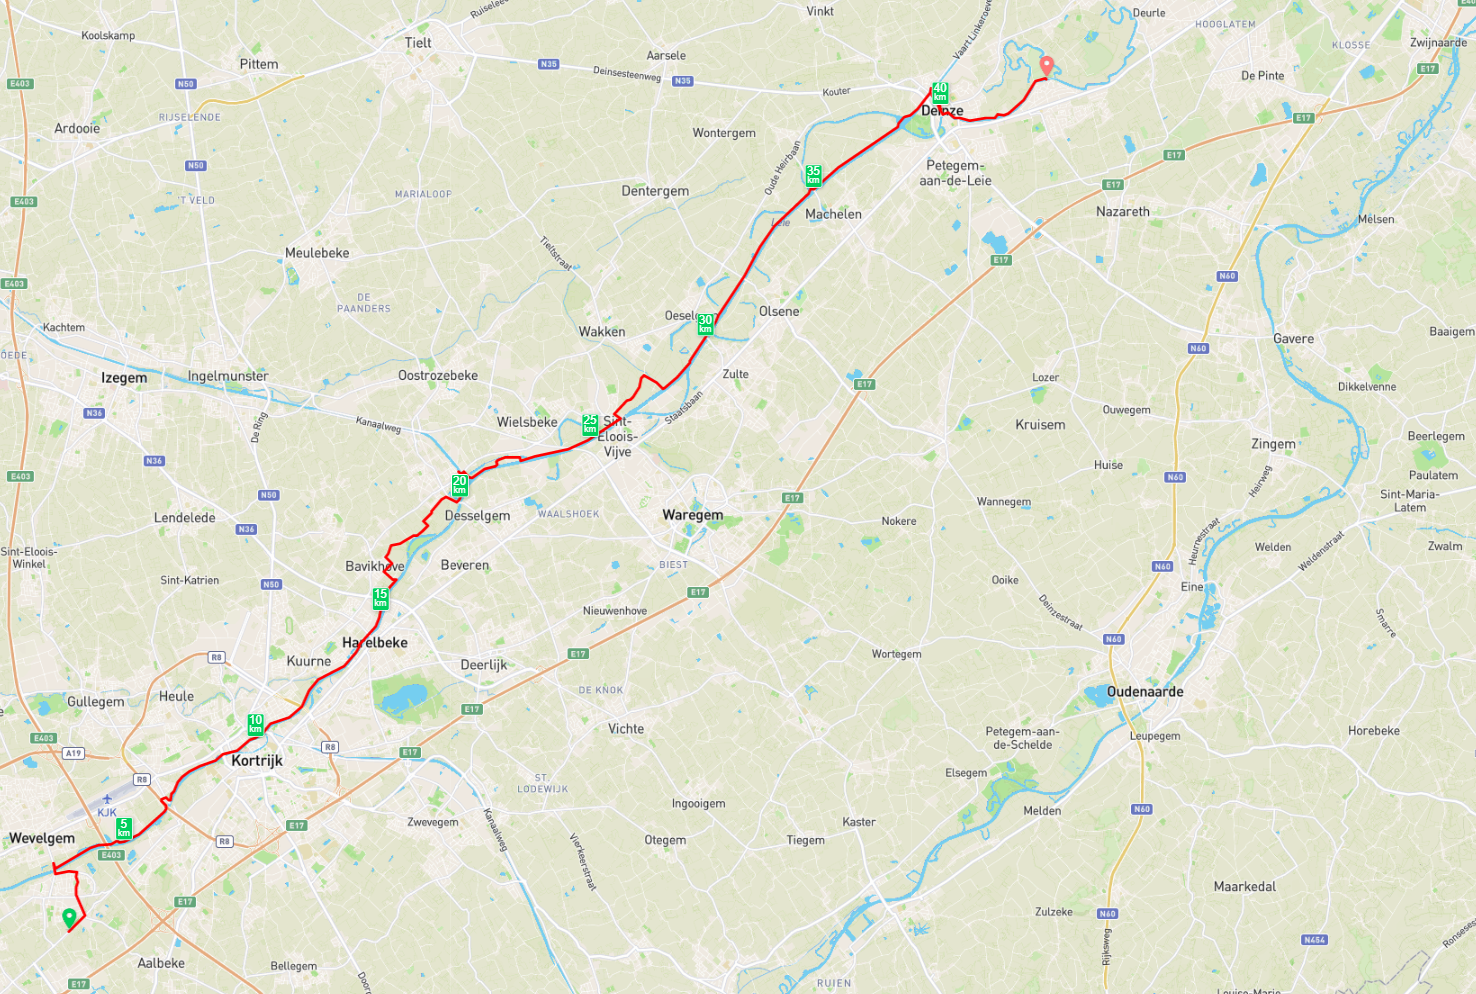 Vinkt
Deurle
Ruiselede
Koolskamp
HOOGLATEM
Tielt
Vaart Linkeroever
KLOSSE
Zwijnaarde
Aarsele
Pittem
N35
E17
Deinsesteenweg
N35
De Pinte
E403
N50
Kouter
40
km
Deinze
RIJSELENDE
E17
Ardooie
Wontergem
Oude Heirbaan
E17
N50
Petegem-
aan-de-Leie
35
km
E17
'T VELD
MARIALOOP
Dentergem
E403
Machelen
Nazareth
Leie
Melsen
Tieltstraat
Meulebeke
E17
N60
E403
DE
PAANDERS
Oeselgem
30
km
Olsene
Kachtem
Wakken
Gavere
Baaigem
N60
Izegem
Ingelmunster
Oostrozebeke
Zulte
Lozer
E17
Dikkelvenne
N36
Staatsbaan
Ouwegem
De Ring
Kanaalweg
Wielsbeke
25
km
Sint-
Eloois-
Vijve
Kruisem
Zingem
Beerlegem
N36
Huise
Heirweg
Paulatem
E403
N60
20
km
N50
E17
Sint-Maria-
Latem
Wannegem
Lendelede
Desselgem
WAALSHOEK
Waregem
Nokere
N36
Heurnestraat
Weldenstraat
Sint-Eloois-
Winkel
Welden
Zwalm
Bavikhove
Beveren
BIEST
N60
Sint-Katrien
N50
Ooike
Eine
15
km
E17
Nieuwenhove
Deinzestraat
Smarre
Harelbeke
N60
R8
Kuurne
Deerlijk
E17
Wortegem
Heule
DE KNOK
Oudenaarde
Gullegem
E17
10
km
Vichte
Petegem-aan-
de-Schelde
Horebeke
E403
Leupegem
A19
R8
E17
Kortrijk
R8
ST.
LODEWIJK
Elsegem
KJK
Ingooigem
Melden
N60
5
km
E17
Zwevegem
Kanaalweg
Kaster
Wevelgem
R8
Vierkeerstraat
Otegem
Tiegem
E403
Maarkedal
E17
Zulzeke
N60
N454
Rijksweg
Aalbeke
Bellegem
E17
RUIEN